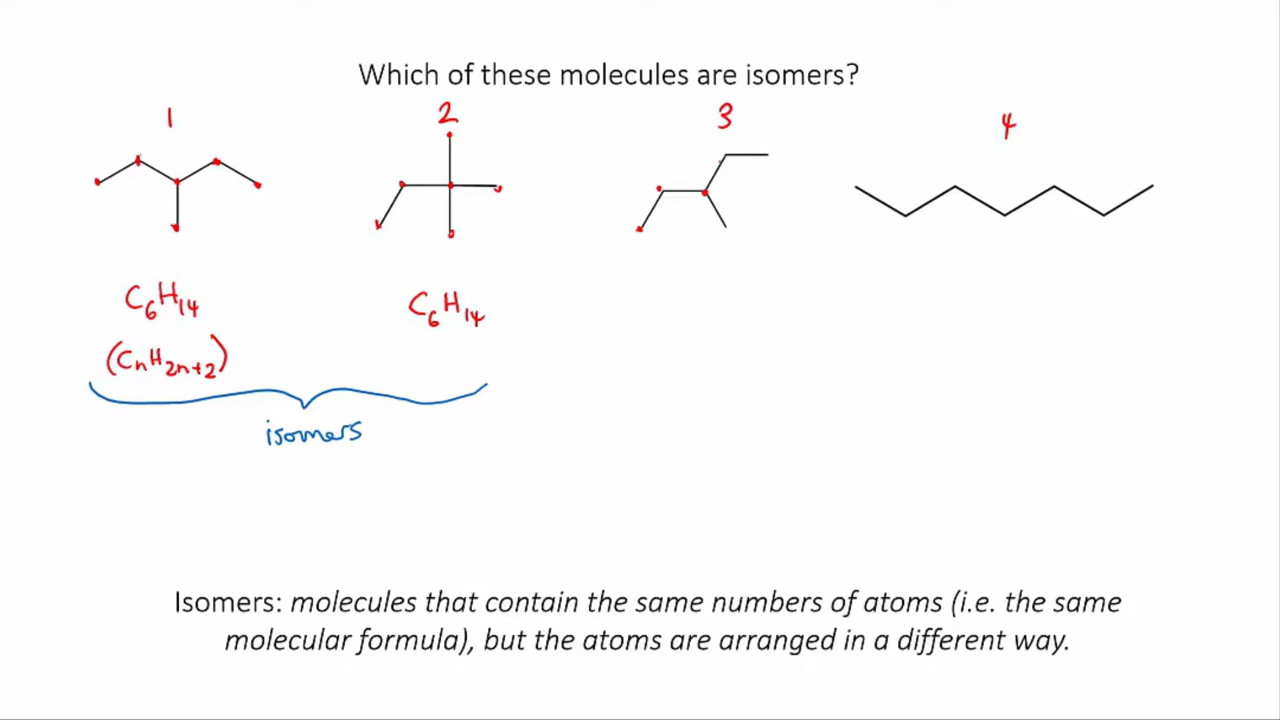 Which of these molecules are isomers?
1 2 3 4
C₆H₁₄ C₆H₁₄
(CₙH₂ₙ₊₂)
isomers
Isomers: molecules that contain the same numbers of atoms (i.e. the same
molecular formula), but the atoms are arranged in a different way.